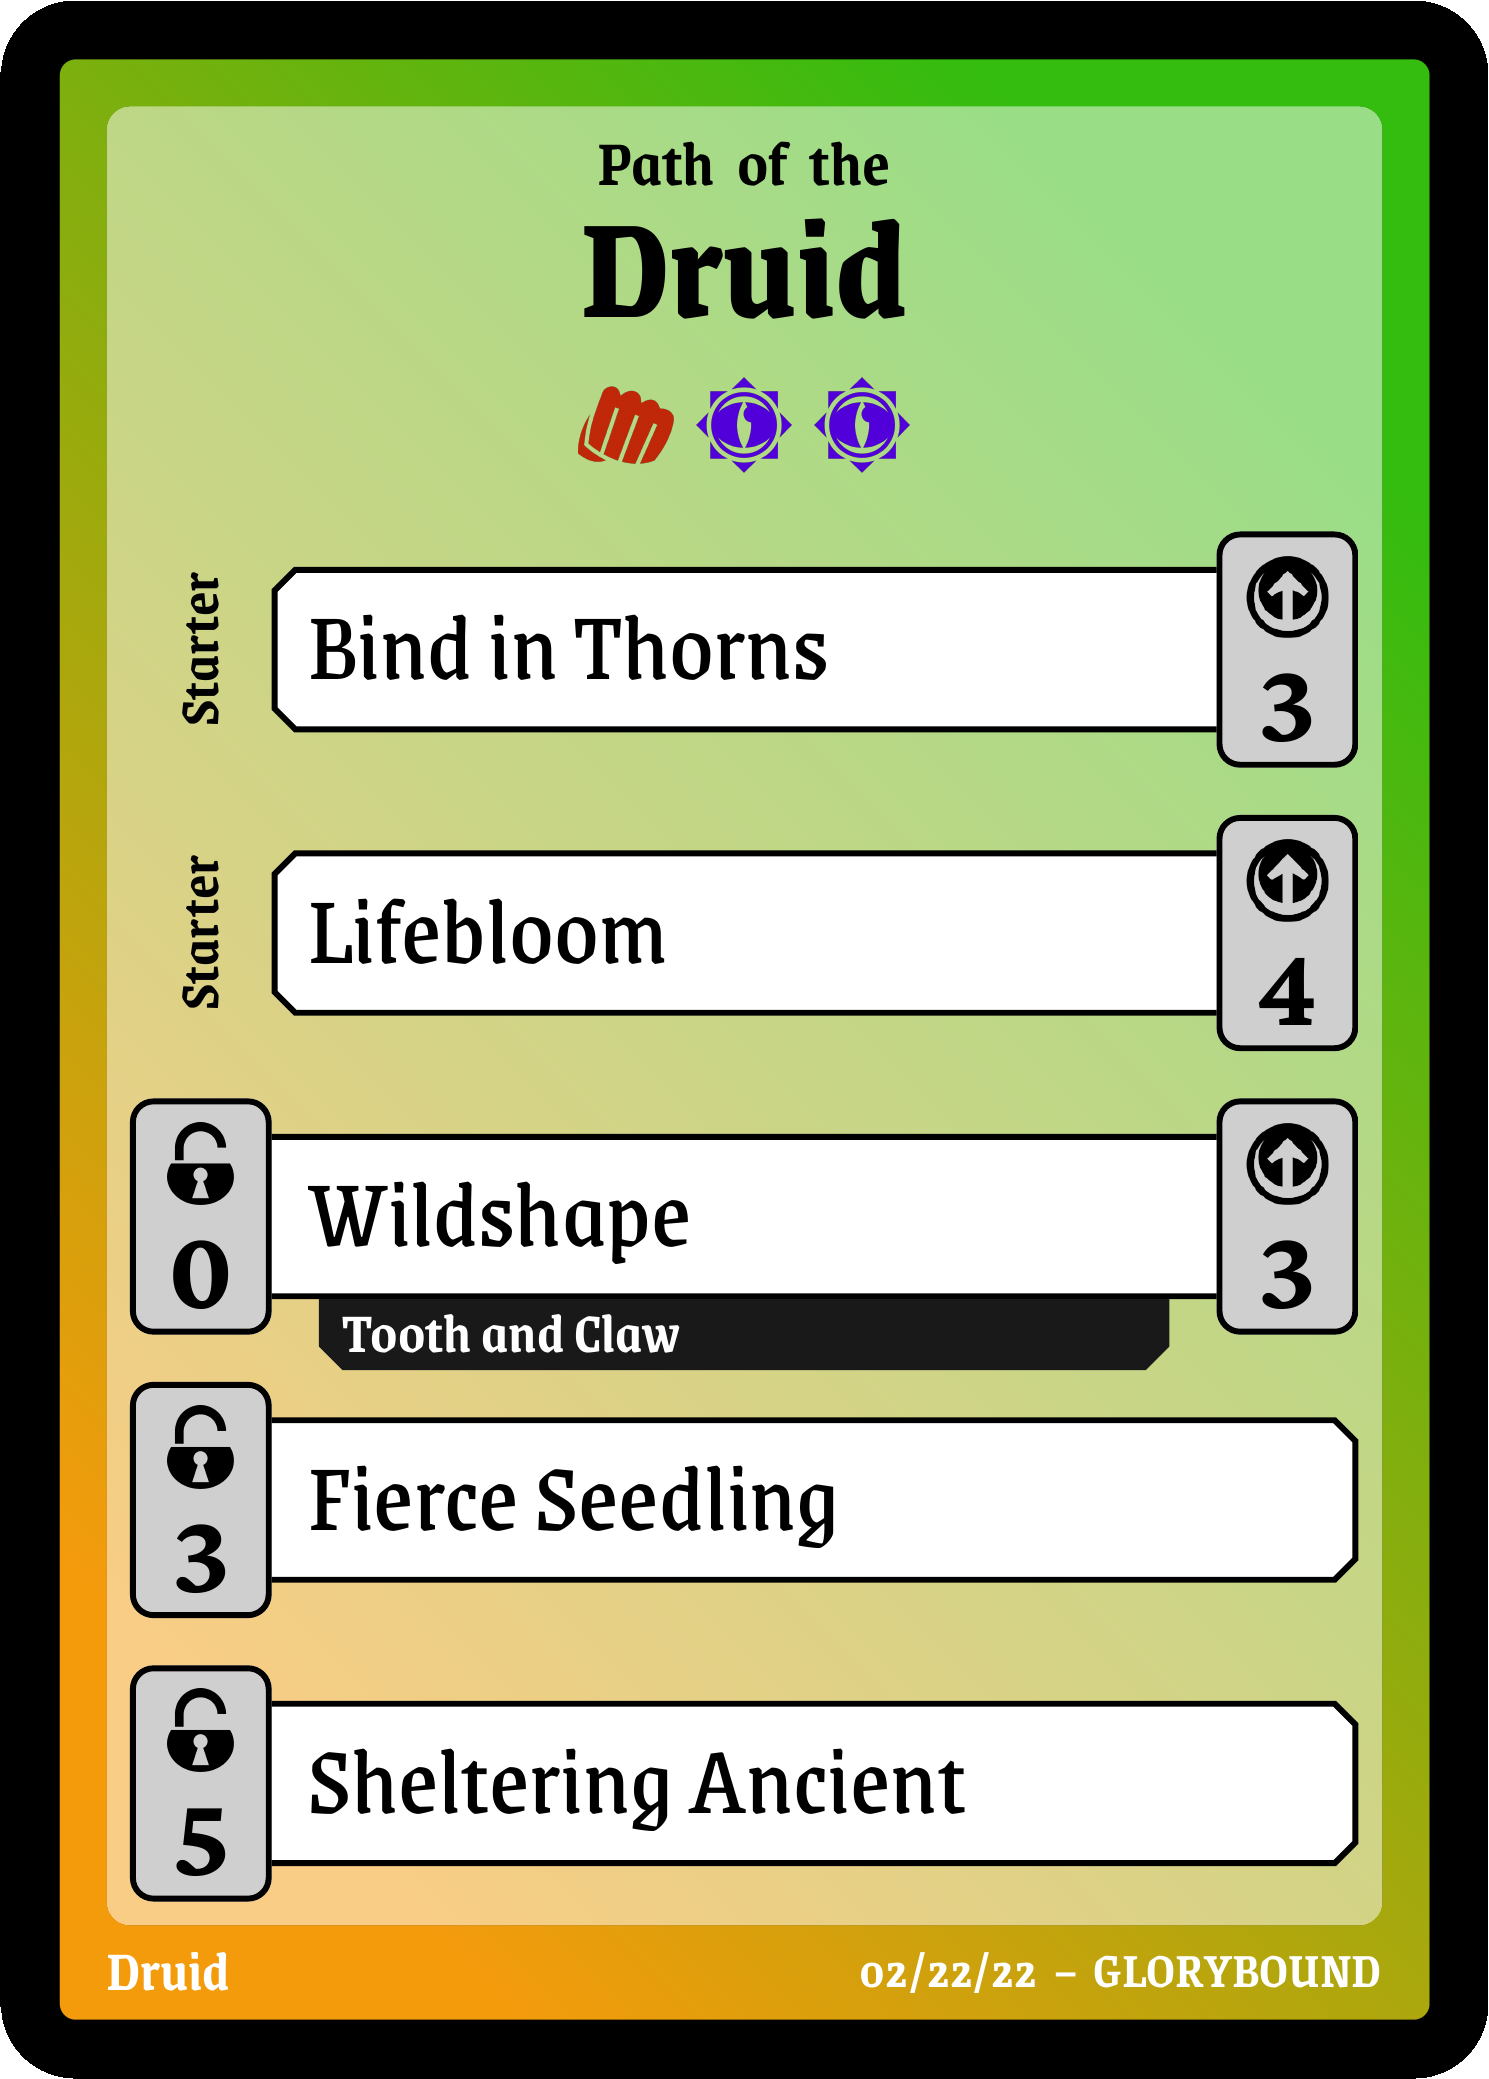 Path of the
Druid
Starter
Bind in Thorns
3
Starter
Lifebloom
4
0
Wildshape
3
Tooth and Claw
3
Fierce Seedling
5
Sheltering Ancient
Druid
02/22/22 – GLORYBOUND